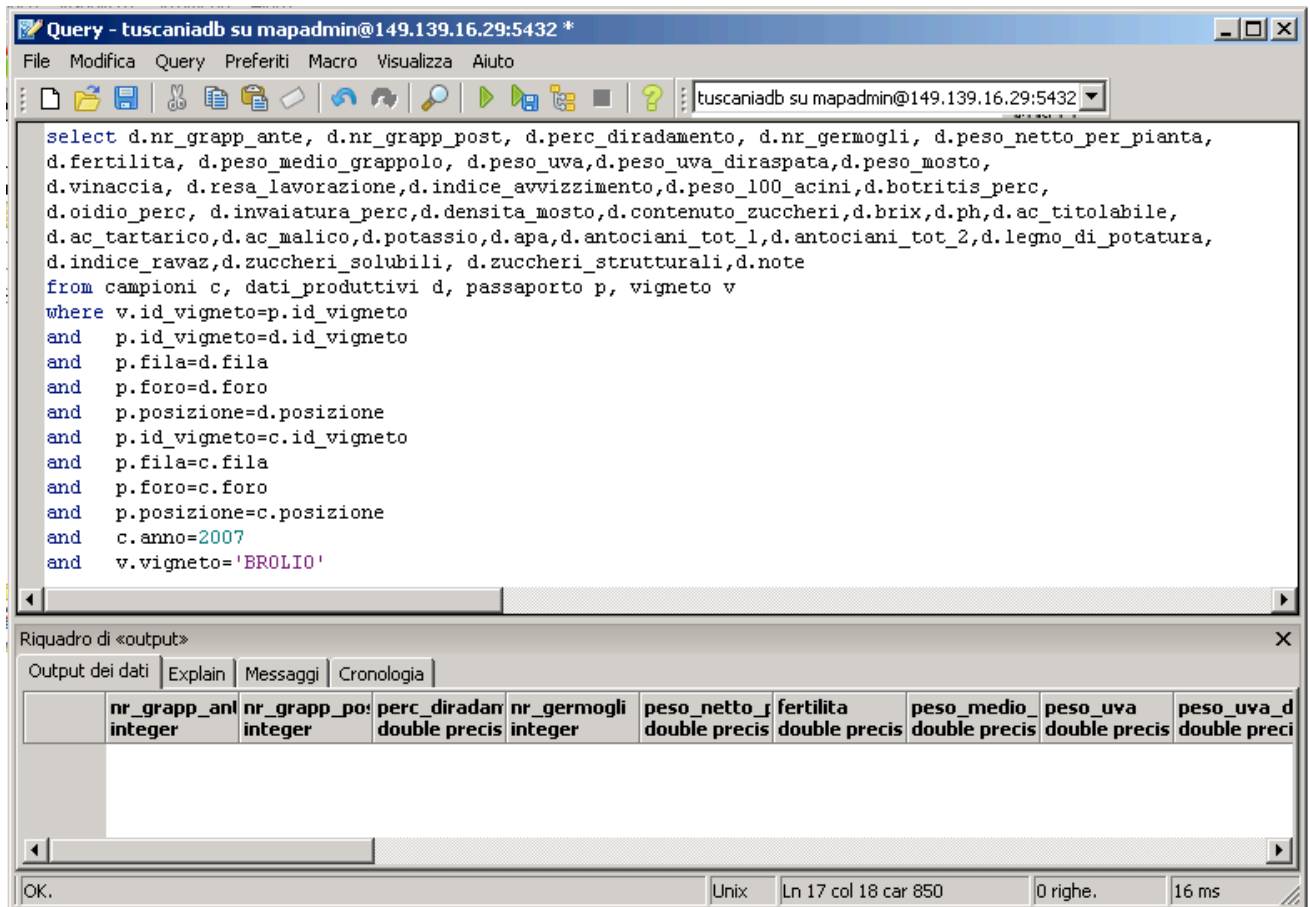 Query - tuscaniadb su mapadmin@149.139.16.29:5432 *
File Modifica Query Preferiti Macro Visualizza Aiuto
tuscaniadb su mapadmin@149.139.16.29:5432
select d.nr_grapp_ante, d.nr_grapp_post, d.perc_diradamento, d.nr_germogli, d.peso_netto_per_pianta,
d.fertilita, d.peso_medio_grappolo, d.peso_uva,d.peso_uva_diraspata,d.peso_mosto,
d.vinaccia, d.resa_lavorazione,d.indice_avvizzimento,d.peso_100_acini,d.botritis_perc,
d.oidio_perc, d.invaiatura_perc,d.densita_mosto,d.contenuto_zuccheri,d.brix,d.ph,d.ac_titolabile,
d.ac_tartarico,d.ac_malico,d.potassio,d.apa,d.antociani_tot_1,d.antociani_tot_2,d.legno_di_potatura,
d.indice_ravaz,d.zuccheri_solubili, d.zuccheri_strutturali,d.note
from campioni c, dati_produttivi d, passaporto p, vigneto v
where v.id_vigneto=p.id_vigneto
and p.id_vigneto=d.id_vigneto
and p.fila=d.fila
and p.foro=d.foro
and p.posizione=d.posizione
and p.id_vigneto=c.id_vigneto
and p.fila=c.fila
and p.foro=c.foro
and p.posizione=c.posizione
and c.anno=2007
and v.vigneto='BROLIO'
Riquadro di «output»
Output dei dati Explain Messaggi Cronologia
nr_grapp_ant nr_grapp_pos perc_diradam nr_germogli peso_netto_p fertilita peso_medio_ peso_uva peso_uva_d
integer integer double precis integer double precis double precis double precis double precis double preci
OK. Unix Ln 17 col 18 car 850 0 righe. 16 ms